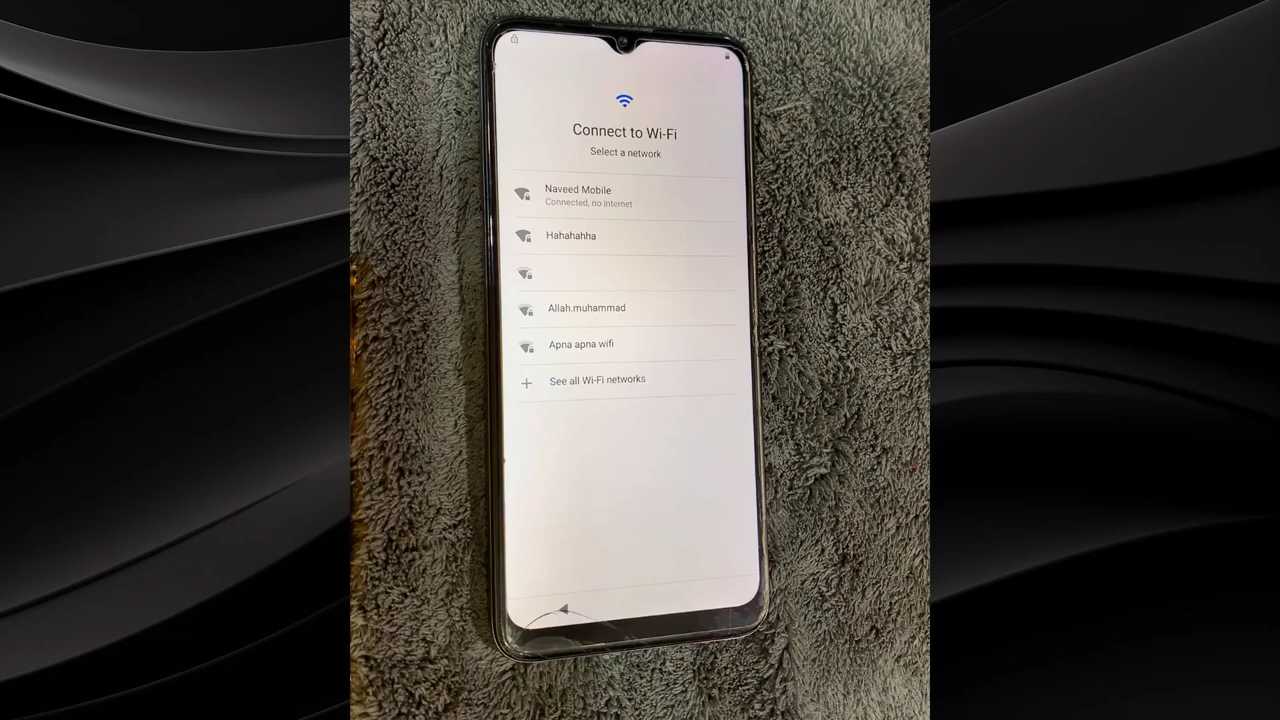 Connect to Wi-Fi
Select a network
Naveed Mobile
Connected, no internet
Hahahahha
Allah.muhammad
Apna apna wifi
See all Wi-Fi networks